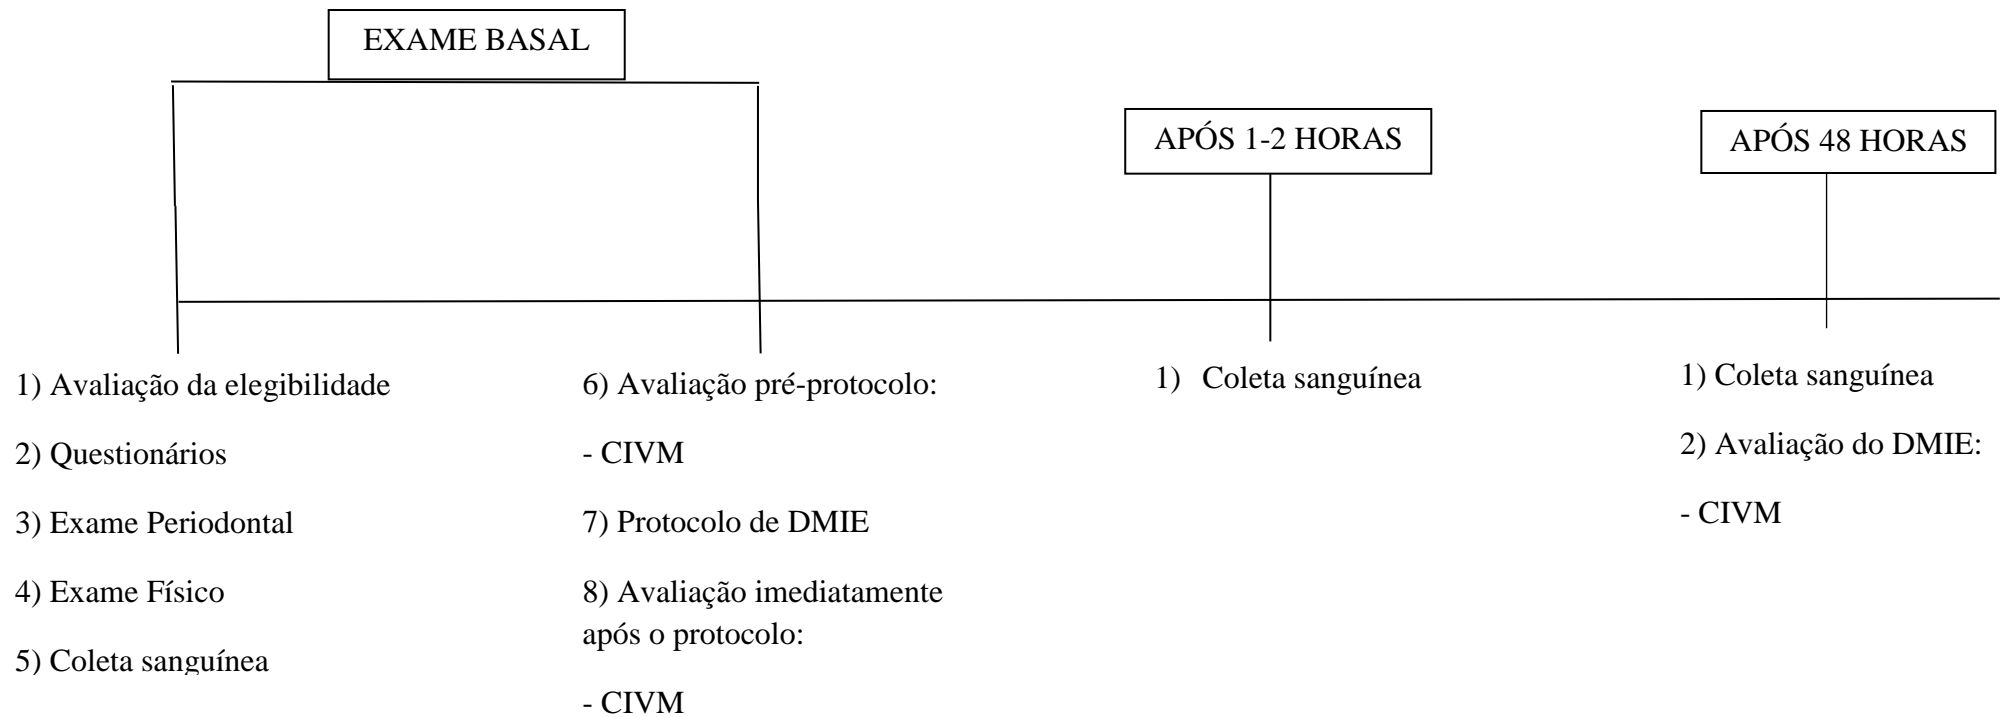 EXAME BASAL
APÓS 1-2 HORAS
APÓS 48 HORAS
1) Avaliação da elegibilidade
2) Questionários
3) Exame Periodontal
4) Exame Físico
5) Coleta sanguínea
6) Avaliação pré-protocolo:
- CIVM
7) Protocolo de DMIE
8) Avaliação imediatamente
após o protocolo:
- CIVM
1) Coleta sanguínea
1) Coleta sanguínea
2) Avaliação do DMIE:
- CIVM